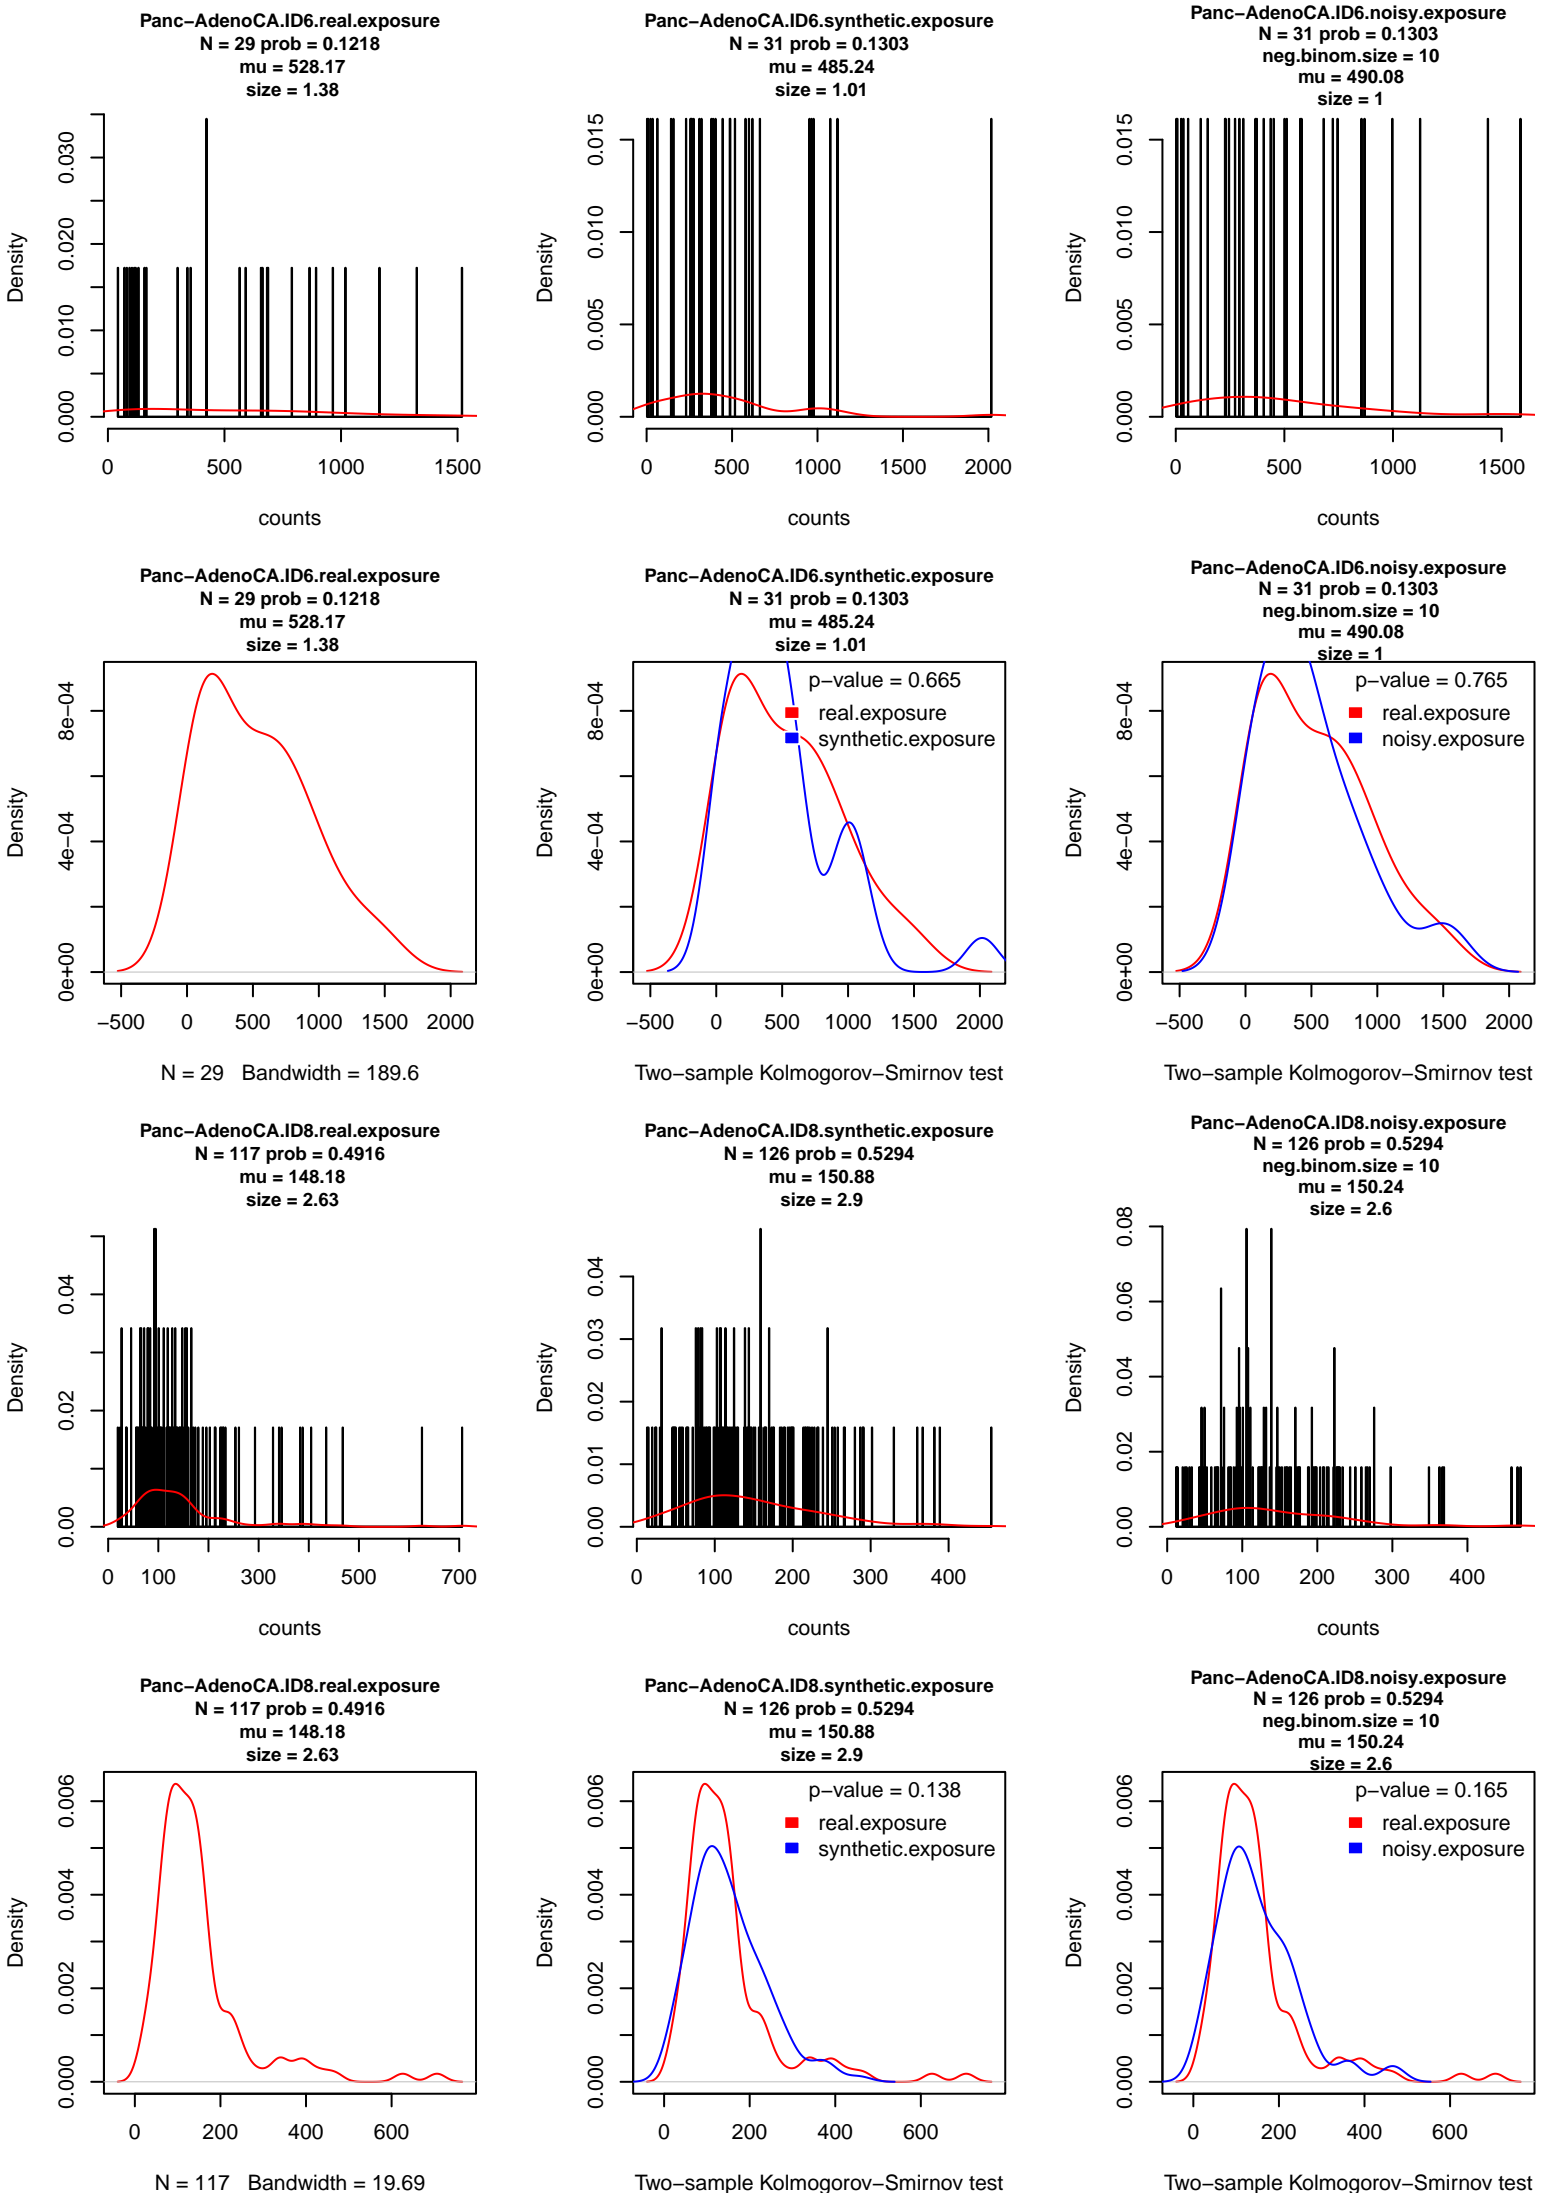 Panc−AdenoCA.ID6.real.exposure
N = 29 prob = 0.1218
mu = 528.17
size = 1.38
Density
0.000 0.010 0.020 0.030
0 500 1000 1500
counts
Panc−AdenoCA.ID6.synthetic.exposure
N = 31 prob = 0.1303
mu = 485.24
size = 1.01
Density
0.000 0.005 0.010 0.015
0 500 1000 1500 2000
counts
Panc−AdenoCA.ID6.noisy.exposure
N = 31 prob = 0.1303
neg.binom.size = 10
mu = 490.08
size = 1
Density
0.000 0.005 0.010 0.015
0 500 1000 1500
counts
Panc−AdenoCA.ID6.real.exposure
N = 29 prob = 0.1218
mu = 528.17
size = 1.38
Density
0e+00 4e−04 8e−04
−500 0 500 1000 1500 2000
N = 29 Bandwidth = 189.6
Panc−AdenoCA.ID6.synthetic.exposure
N = 31 prob = 0.1303
mu = 485.24
size = 1.01
p−value = 0.665
real.exposure
synthetic.exposure
Density
0e+00 4e−04 8e−04
−500 0 500 1000 1500 2000
Two−sample Kolmogorov−Smirnov test
Panc−AdenoCA.ID6.noisy.exposure
N = 31 prob = 0.1303
neg.binom.size = 10
mu = 490.08
size = 1
p−value = 0.765
real.exposure
noisy.exposure
Density
0e+00 4e−04 8e−04
−500 0 500 1000 1500 2000
Two−sample Kolmogorov−Smirnov test
Panc−AdenoCA.ID8.real.exposure
N = 117 prob = 0.4916
mu = 148.18
size = 2.63
Density
0.00 0.02 0.04
0 100 300 500 700
counts
Panc−AdenoCA.ID8.synthetic.exposure
N = 126 prob = 0.5294
mu = 150.88
size = 2.9
Density
0.00 0.01 0.02 0.03 0.04
0 100 200 300 400
counts
Panc−AdenoCA.ID8.noisy.exposure
N = 126 prob = 0.5294
neg.binom.size = 10
mu = 150.24
size = 2.6
Density
0.00 0.02 0.04 0.06 0.08
0 100 200 300 400
counts
Panc−AdenoCA.ID8.real.exposure
N = 117 prob = 0.4916
mu = 148.18
size = 2.63
Density
0.000 0.002 0.004 0.006
0 200 400 600
N = 117 Bandwidth = 19.69
Panc−AdenoCA.ID8.synthetic.exposure
N = 126 prob = 0.5294
mu = 150.88
size = 2.9
p−value = 0.138
real.exposure
synthetic.exposure
Density
0.000 0.002 0.004 0.006
0 200 400 600
Two−sample Kolmogorov−Smirnov test
Panc−AdenoCA.ID8.noisy.exposure
N = 126 prob = 0.5294
neg.binom.size = 10
mu = 150.24
size = 2.6
p−value = 0.165
real.exposure
noisy.exposure
Density
0.000 0.002 0.004 0.006
0 200 400 600
Two−sample Kolmogorov−Smirnov test